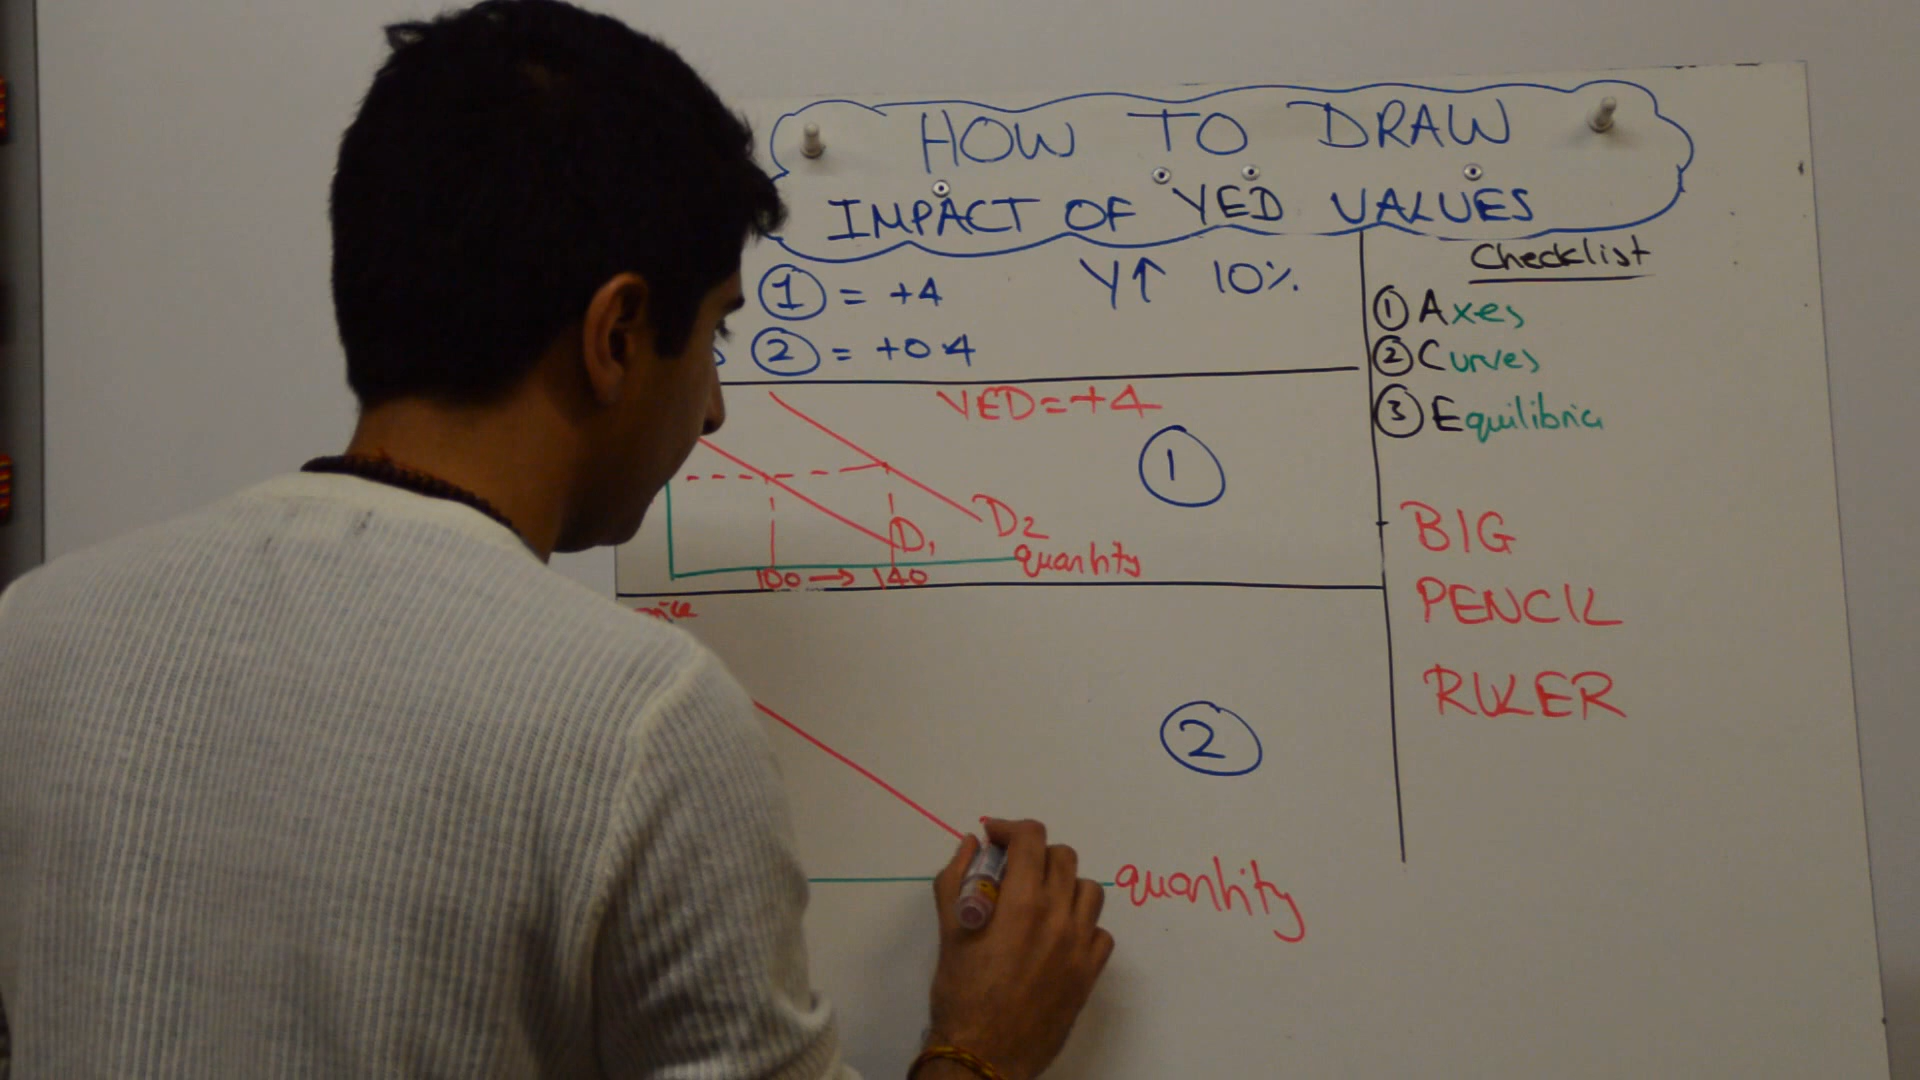 HOW TO DRAW
IMPACT OF YED VALUES
① = +4
Y↑ 10%
② = +0.4
Checklist
① Axes
② Curves
③ Equilibria
YED=+4
①
D1
D2
quantity
100 → 140
BIG
PENCIL
RULER
②
quantity